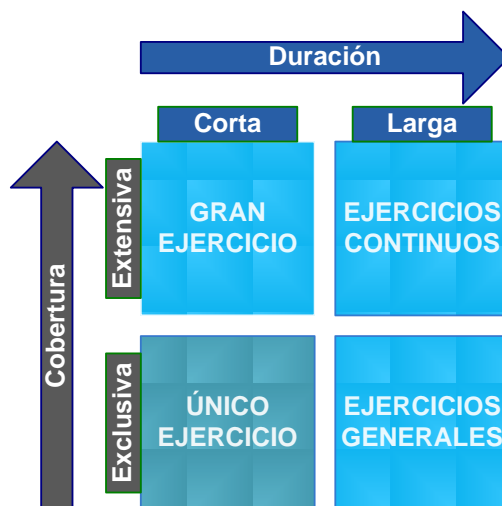 Duración
Corta
Larga
Cobertura
Extensiva
GRAN
EJERCICIO
EJERCICIOS
CONTINUOS
Exclusiva
ÚNICO
EJERCICIO
EJERCICIOS
GENERALES